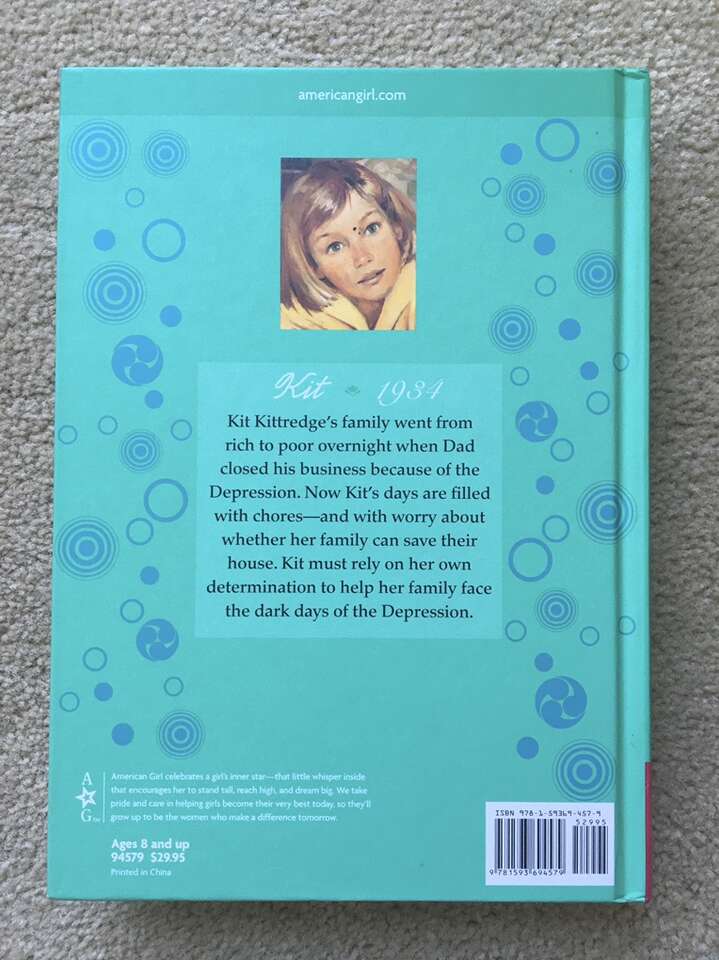 americangirl.com
Kit 1934
Kit Kittredge's family went from
rich to poor overnight when Dad
closed his business because of the
Depression. Now Kit's days are filled
with chores—and with worry about
whether her family can save their
house. Kit must rely on her own
determination to help her family face
the dark days of the Depression.
A
G™
American Girl celebrates a girl's inner star—that little whisper inside
that encourages her to stand tall, reach high, and dream big. We take
pride and care in helping girls become their very best today, so they'll
grow up to be the women who make a difference tomorrow.
Ages 8 and up
94579 $29.95
Printed in China
ISBN 978-1-59369-457-9
52995
9 781593 694579